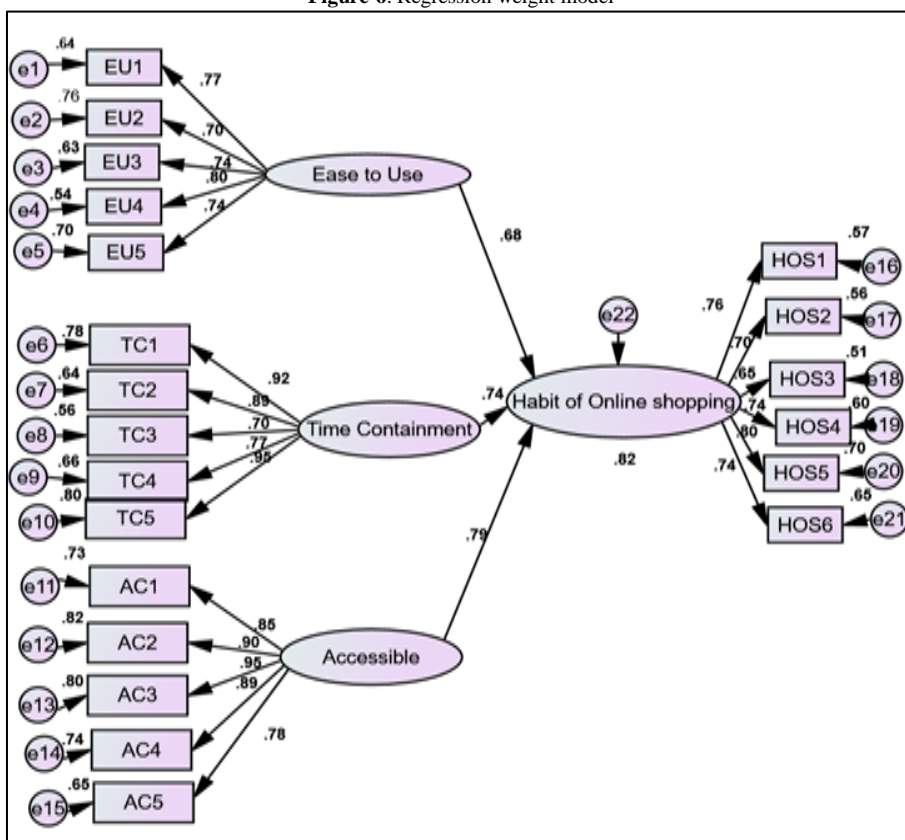 Figure 6: Regression weight model
.64
e1
EU1
.77
.76
e2
EU2
.70
.63
e3
EU3
.74
.80
.54
e4
EU4
.74
.70
e5
EU5
Ease to Use
.68
.78
e6
TC1
.92
.64
e7
TC2
.89
.56
e8
TC3
.70
.77
.66
e9
TC4
.95
.80
e10
TC5
Time Containment
.74
.73
e11
AC1
.85
.82
e12
AC2
.90
.95
.80
e13
AC3
.89
.74
e14
AC4
.78
.65
e15
AC5
Accessible
.79
e22
Habit of Online shopping
.82
.76
HOS1
.57
e16
.70
HOS2
.56
e17
.65
HOS3
.51
e18
.74
HOS4
.60
e19
.80
HOS5
.70
e20
.74
HOS6
.65
e21